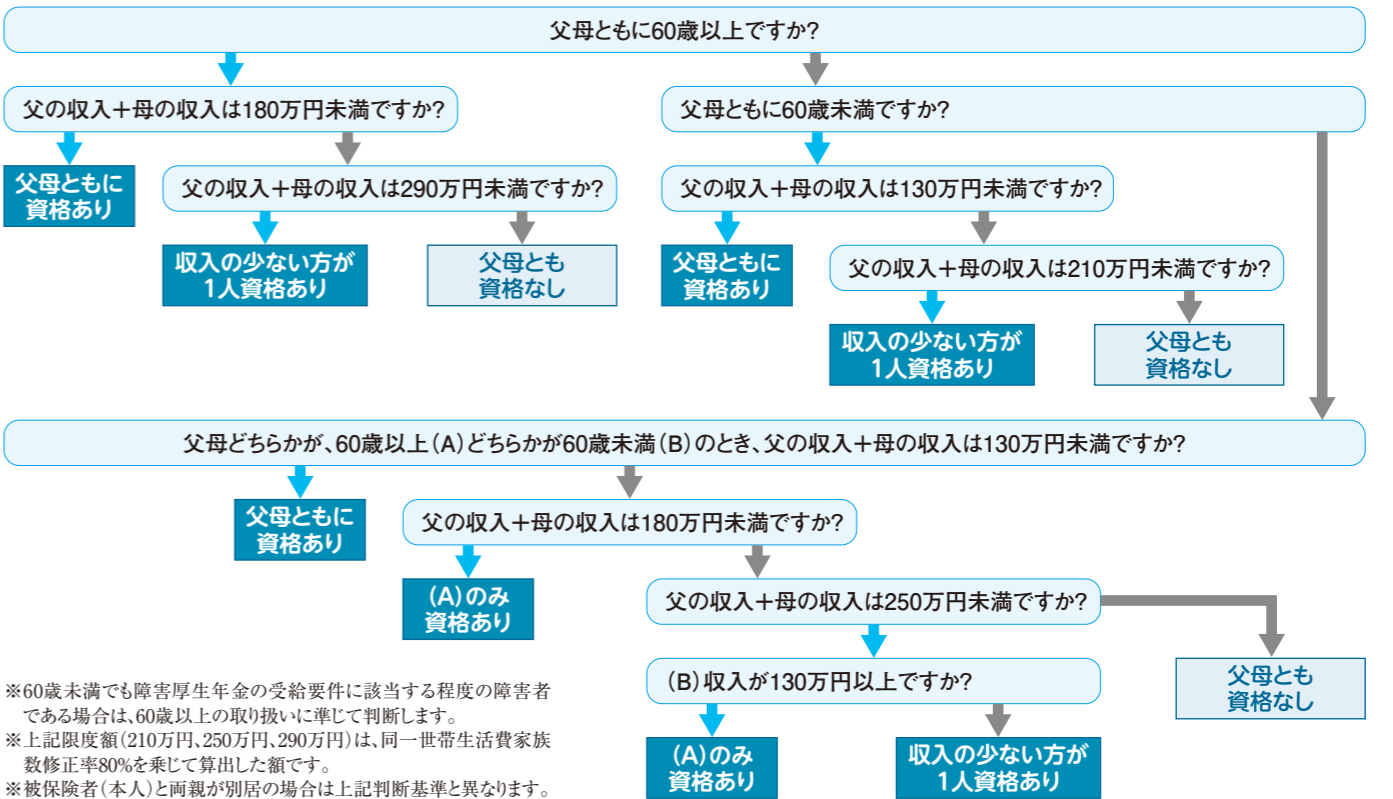 父母ともに60歳以上ですか?
父の収入+母の収入は180万円未満ですか?
父母ともに60歳未満ですか?
父母ともに
資格あり
父の収入+母の収入は290万円未満ですか?
父の収入+母の収入は130万円未満ですか?
収入の少ない方が
1人資格あり
父母とも
資格なし
父母ともに
資格あり
父の収入+母の収入は210万円未満ですか?
収入の少ない方が
1人資格あり
父母とも
資格なし
父母どちらかが、60歳以上(A)どちらかが60歳未満(B)のとき、父の収入+母の収入は130万円未満ですか?
父母ともに
資格あり
父の収入+母の収入は180万円未満ですか?
(A)のみ
資格あり
父の収入+母の収入は250万円未満ですか?
(B)収入が130万円以上ですか?
父母とも
資格なし
(A)のみ
資格あり
収入の少ない方が
1人資格あり
※60歳未満でも障害厚生年金の受給要件に該当する程度の障害者
である場合は、60歳以上の取り扱いに準じて判断します。
※上記限度額(210万円、250万円、290万円)は、同一世帯生活費家族
数修正率80%を乗じて算出した額です。
※被保険者(本人)と両親が別居の場合は上記判断基準と異なります。